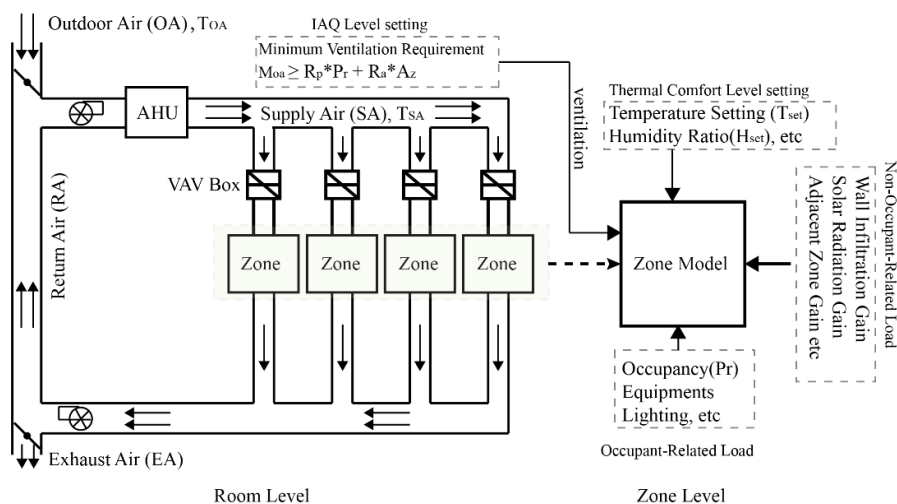 Outdoor Air (OA) , TOA
IAQ Level setting
Minimum Ventilation Requirement
Moa ≥ Rp*Pr + Ra*Az
AHU
Supply Air (SA), TSA
VAV Box
Return Air (RA)
Zone
Zone
Zone
Zone
Exhaust Air (EA)
Room Level
ventilation
Thermal Comfort Level setting
Temperature Setting (Tset)
Humidity Ratio(Hset), etc
Zone Model
Non-Occupant-Related Load
Wall Infiltration Gain
Solar Radiation Gain
Adjacent Zone Gain etc
Occupancy(Pr)
Equipments
Lighting, etc
Occupant-Related Load
Zone Level